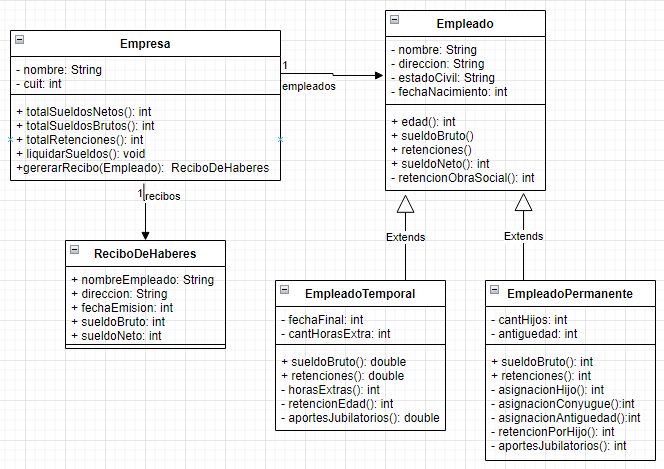 Empresa
- nombre: String
- cuit: int
+ totalSueldosNetos(): int
+ totalSueldosBrutos(): int
+ totalRetenciones(): int
+ liquidarSueldos(): void
+gererarRecibo(Empleado): ReciboDeHaberes
1
empleados
Empleado
- nombre: String
- direccion: String
- estadoCivil: String
- fechaNacimiento: int
+ edad(): int
+ sueldoBruto()
+ retenciones()
+ sueldoNeto(): int
- retencionObraSocial(): int
1
recibos
Extends
Extends
ReciboDeHaberes
+ nombreEmpleado: String
+ direccion: String
+ fechaEmision: int
+ sueldoBruto: int
+ sueldoNeto: int
EmpleadoTemporal
- fechaFinal: int
- cantHorasExtra: int
+ sueldoBruto(): double
+ retenciones(): double
- horasExtras(): int
- retencionEdad(): int
- aportesJubilatorios(): double
EmpleadoPermanente
- cantHijos: int
- antiguedad: int
+ sueldoBruto(): int
+ retenciones(): int
- asignacionHijo(): int
- asignacionConyugue():int
- asignacionAntiguedad():int
- retencionPorHijo(): int
- aportesJubilatorios(): int